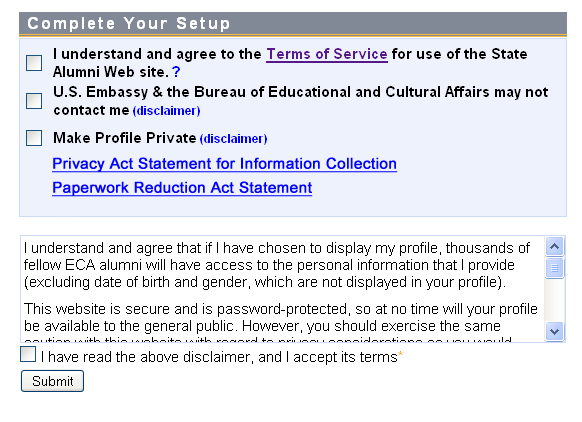 Complete Your Setup
I understand and agree to the Terms of Service for use of the State
Alumni Web site. ?
U.S. Embassy & the Bureau of Educational and Cultural Affairs may not
contact me (disclaimer)
Make Profile Private (disclaimer)
Privacy Act Statement for Information Collection
Paperwork Reduction Act Statement
I understand and agree that if I have chosen to display my profile, thousands of
fellow ECA alumni will have access to the personal information that I provide
(excluding date of birth and gender, which are not displayed in your profile).
This website is secure and is password-protected, so at no time will your profile
be available to the general public. However, you should exercise the same
caution with this website with regard to privacy considerations as you would
I have read the above disclaimer, and I accept its terms*
Submit